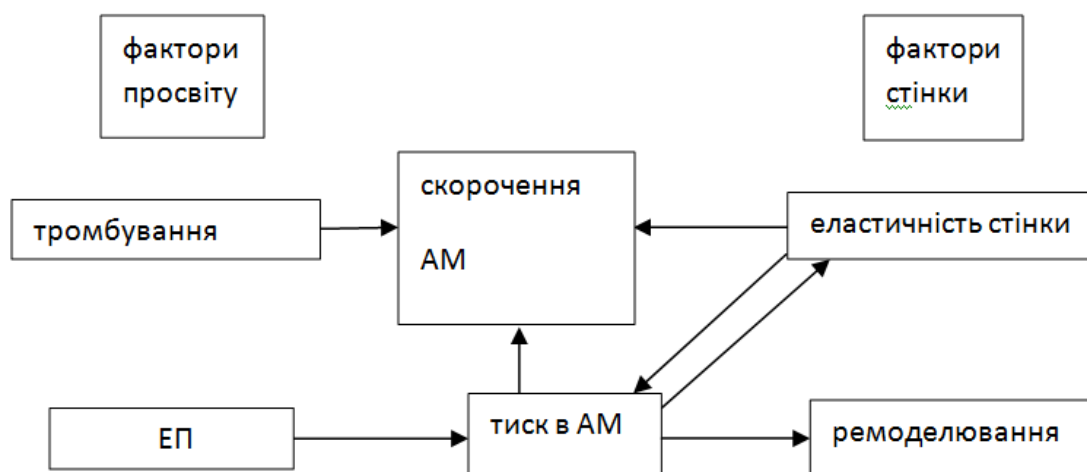 фактори
просвіту
фактори
стінки
скорочення
АМ
тромбування
еластичність стінки
ЕП
тиск в АМ
ремоделювання